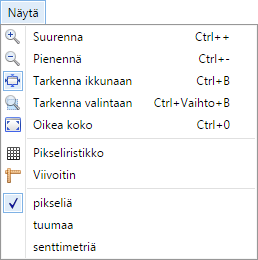 Näytä
Suurenna Ctrl++
Pienennä Ctrl+-
Tarkenna ikkunaan Ctrl+B
Tarkenna valintaan Ctrl+Vaihto+B
Oikea koko Ctrl+0
Pikseliristikko
Viivoitin
pikseliä
tuumaa
senttimetriä